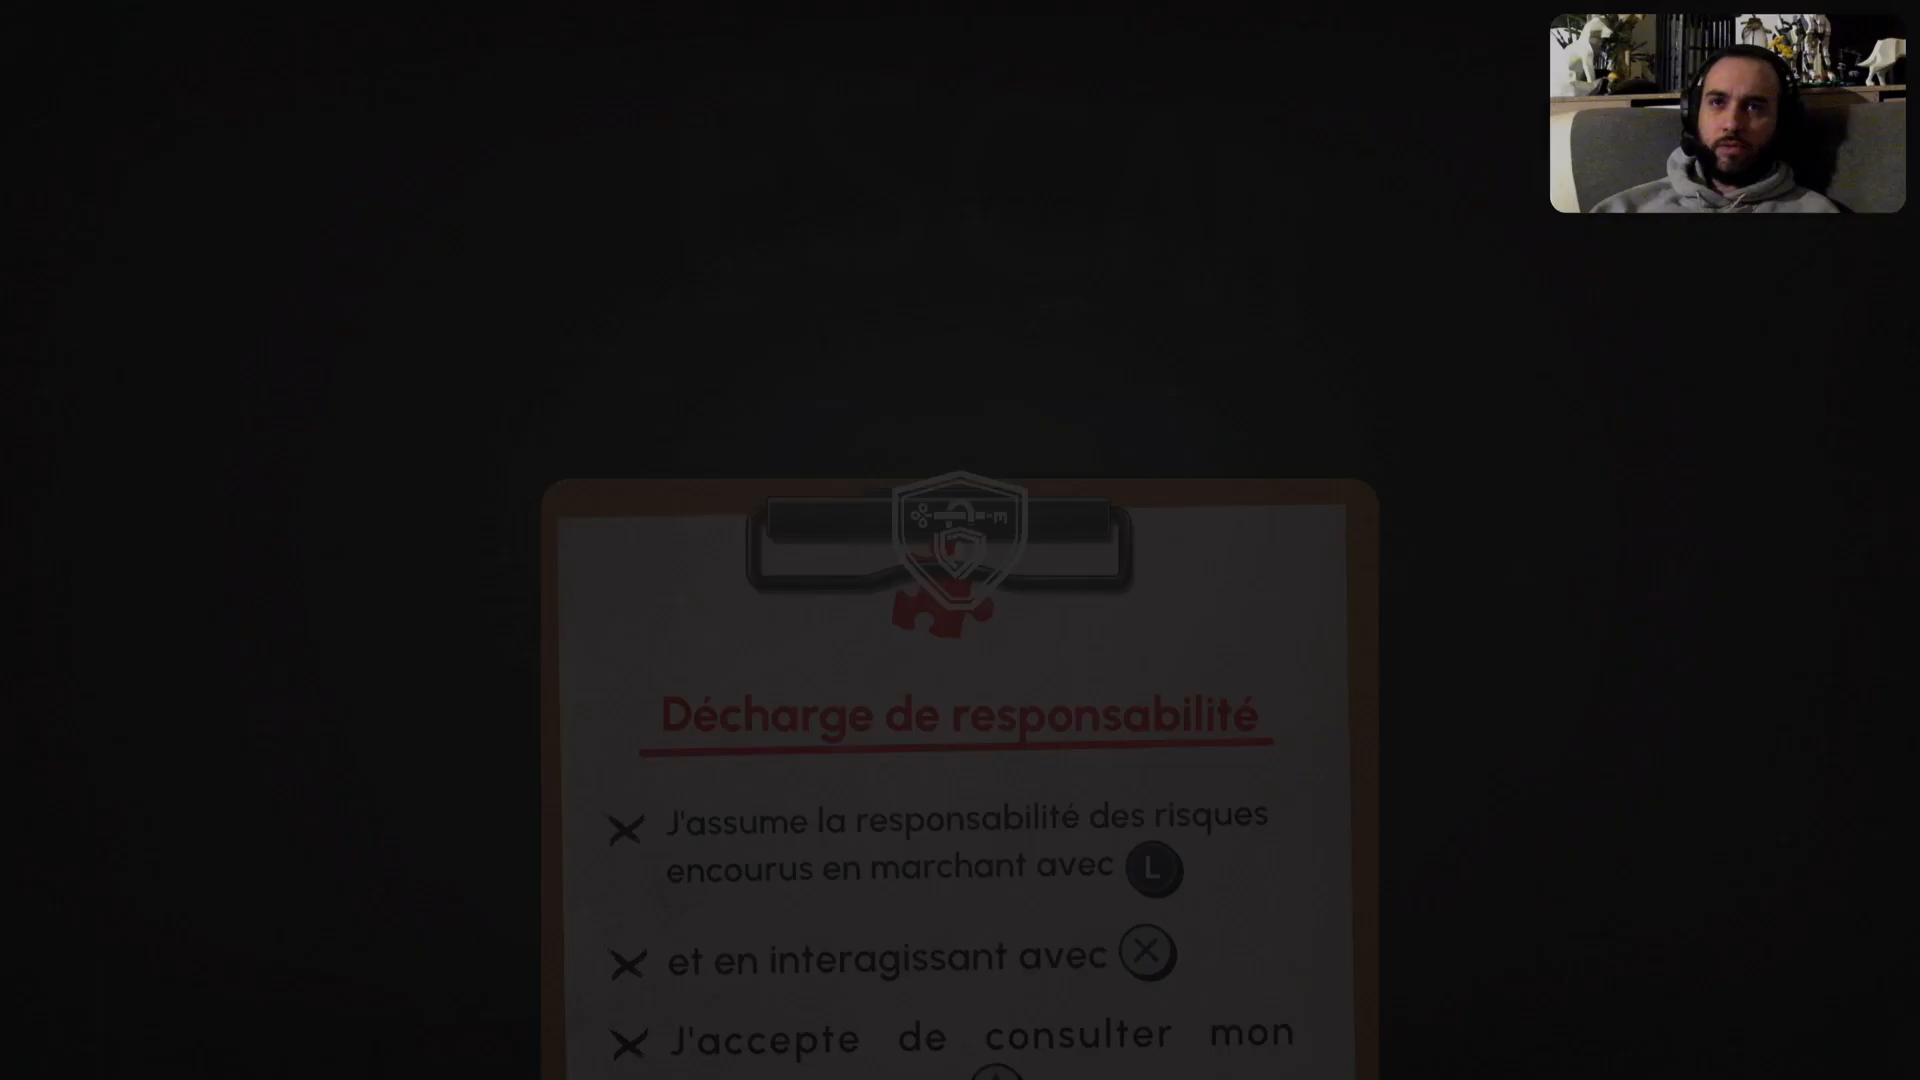 Décharge de responsabilité
J'assume la responsabilité des risques
encourus en marchant avec L
et en interagissant avec
J'accepte de consulter mon